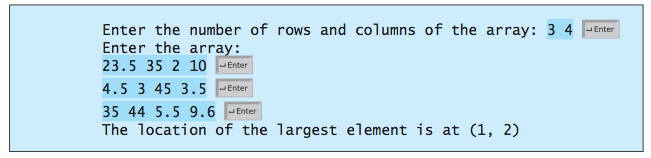 Enter the number of rows and columns of the array: 3 4 ↵Enter
Enter the array:
23.5 35 2 10 ↵Enter
4.5 3 45 3.5 ↵Enter
35 44 5.5 9.6 ↵Enter
The location of the largest element is at (1, 2)